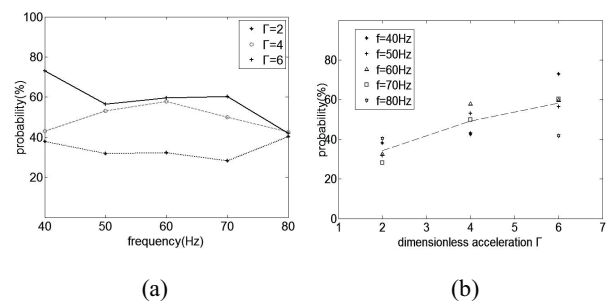 100
80
60
40
20
0
probability(%)
40 50 60 70 80
frequency(Hz)
Γ=2
Γ=4
Γ=6
(a)
100
80
60
40
20
0
probability(%)
1 2 3 4 5 6 7
dimensionless acceleration Γ
f=40Hz
f=50Hz
f=60Hz
f=70Hz
f=80Hz
(b)